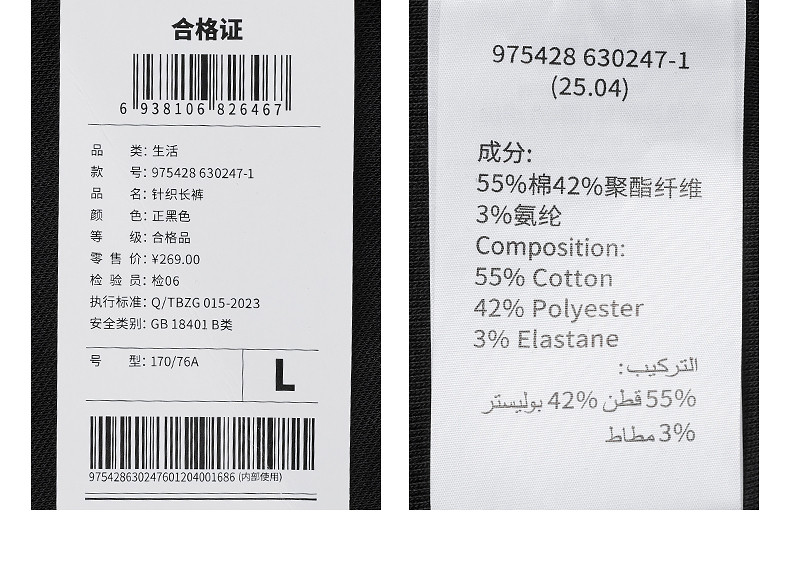 合格证
6 938106 826467
品 类: 生活
款 号: 975428 630247-1
品 名: 针织长裤
颜 色: 正黑色
等 级: 合格品
零 售 价: ¥269.00
检 验 员: 检06
执行标准: Q/TBZG 015-2023
安全类别: GB 18401 B类
号 型: 170/76A
L
975428630247601204001686 (内部使用)
975428 630247-1
(25.04)
成分:
55%棉42%聚酯纤维
3%氨纶
Composition:
55% Cotton
42% Polyester
3% Elastane
التركيب:
55% قطن 42% بوليستر
3% مطاط